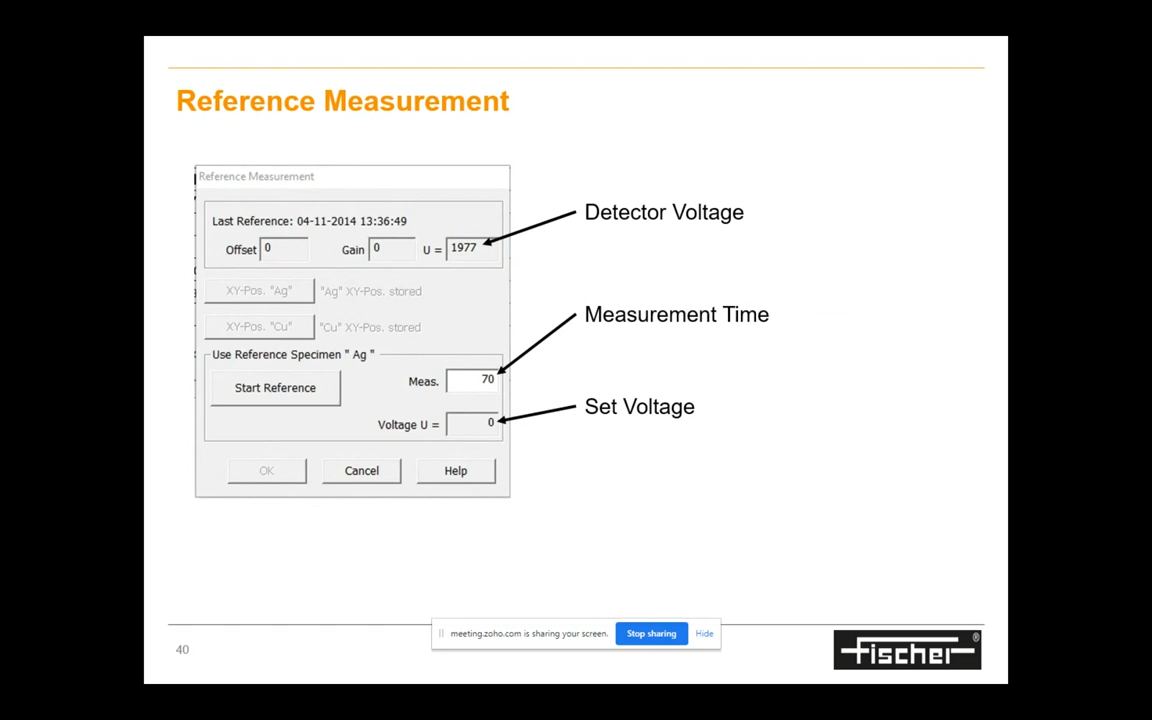 Reference Measurement
Reference Measurement
Last Reference: 04-11-2014 13:36:49
Offset 0 Gain 0 U = 1977
Detector Voltage
XY-Pos. "Ag" "Ag" XY-Pos. stored
XY-Pos. "Cu" "Cu" XY-Pos. stored
Measurement Time
Use Reference Specimen " Ag "
Start Reference Meas. 70
Set Voltage
Voltage U = 0
OK Cancel Help
meeting.zoho.com is sharing your screen. Stop sharing Hide
40
fischer®